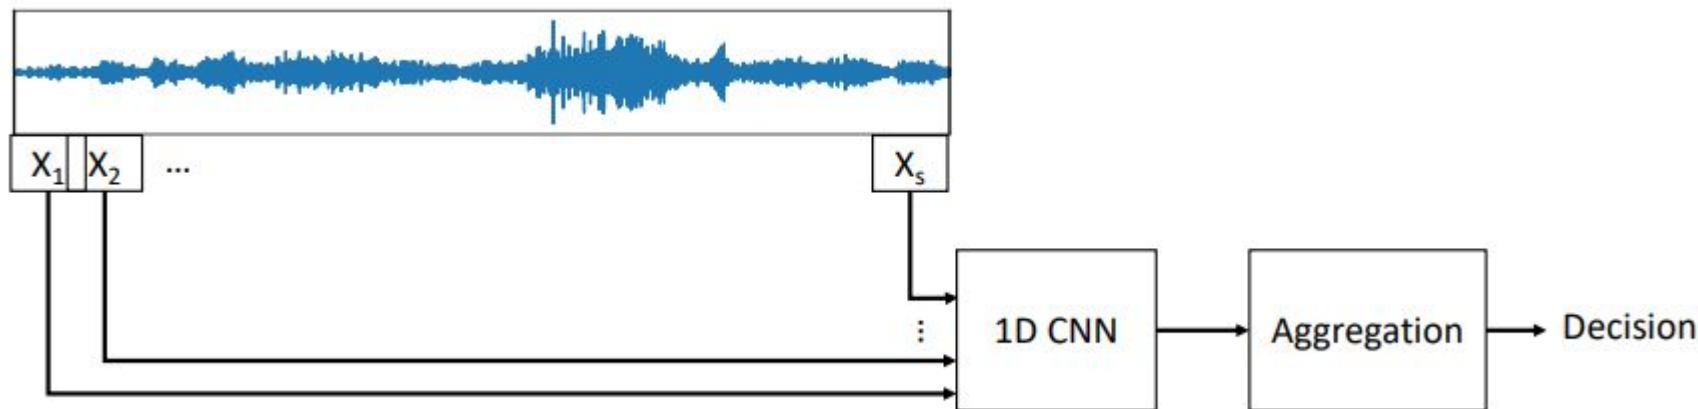 X₁ X₂ ... Xₛ
⋮
1D CNN Aggregation Decision